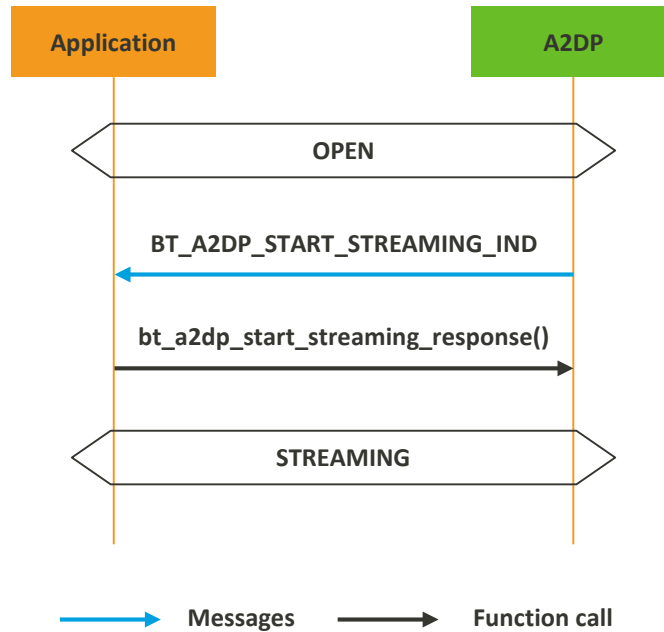 Application
A2DP
OPEN
BT_A2DP_START_STREAMING_IND
bt_a2dp_start_streaming_response()
STREAMING
Messages
Function call